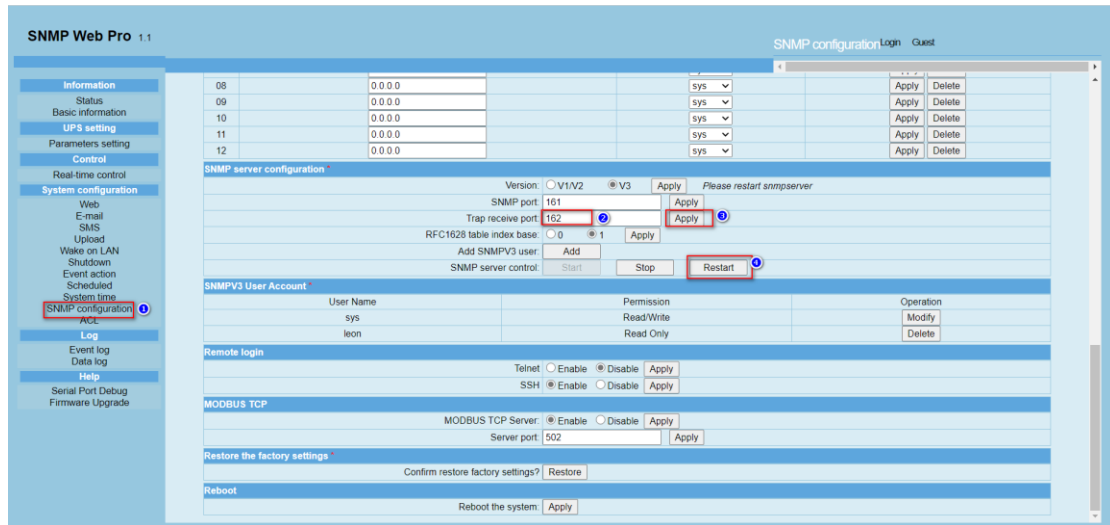 SNMP Web Pro 1.1
SNMP configuration Login Guest
Information
Status
Basic information
UPS setting
Parameters setting
Control
Real-time control
System configuration
Web
E-mail
SMS
Upload
Wake on LAN
Shutdown
Event action
Scheduled
System time
SNMP configuration 1
ACL
Log
Event log
Data log
Help
Serial Port Debug
Firmware Upgrade
08 0.0.0.0 sys Apply Delete
09 0.0.0.0 sys Apply Delete
10 0.0.0.0 sys Apply Delete
11 0.0.0.0 sys Apply Delete
12 0.0.0.0 sys Apply Delete
SNMP server configuration *
Version: V1/V2 V3 Apply Please restart snmpserver
SNMP port: 161 Apply
Trap receive port: 162 2 Apply 3
RFC1628 table index base: 0 1 Apply
Add SNMPV3 user: Add
SNMP server control: Start Stop Restart 4
SNMPV3 User Account *
User Name Permission Operation
sys Read/Write Modify
leon Read Only Delete
Remote login
Telnet Enable Disable Apply
SSH Enable Disable Apply
MODBUS TCP
MODBUS TCP Server: Enable Disable Apply
Server port: 502 Apply
Restore the factory settings *
Confirm restore factory settings? Restore
Reboot
Reboot the system: Apply